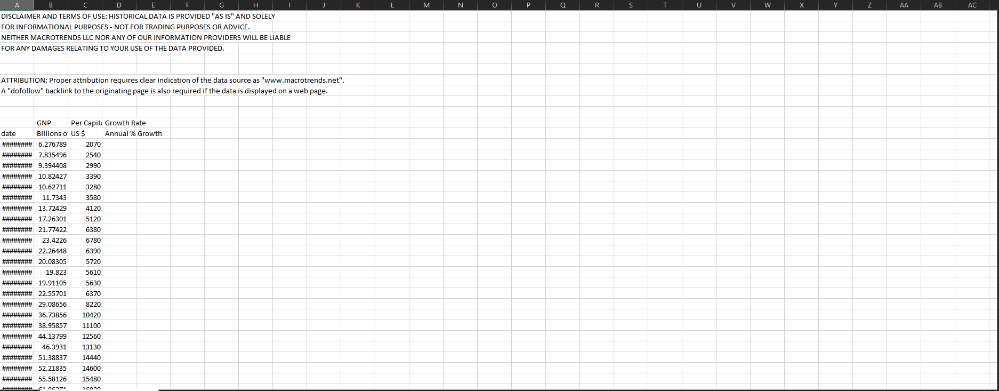 A B C D E F G H I J K L M N O P Q R S T U V W X Y Z AA AB AC
DISCLAIMER AND TERMS OF USE: HISTORICAL DATA IS PROVIDED "AS IS" AND SOLELY
FOR INFORMATIONAL PURPOSES - NOT FOR TRADING PURPOSES OR ADVICE.
NEITHER MACROTRENDS LLC NOR ANY OF OUR INFORMATION PROVIDERS WILL BE LIABLE
FOR ANY DAMAGES RELATING TO YOUR USE OF THE DATA PROVIDED.
ATTRIBUTION: Proper attribution requires clear indication of the data source as "www.macrotrends.net".
A "dofollow" backlink to the originating page is also required if the data is displayed on a web page.
GNP Per Capita Growth Rate
date Billions o US $ Annual % Growth
######## 6.276789 2070
######## 7.835496 2540
######## 9.394408 2990
######## 10.82427 3390
######## 10.62711 3280
######## 11.7343 3580
######## 13.72429 4120
######## 17.26301 5120
######## 21.77422 6380
######## 23.4226 6780
######## 22.26448 6390
######## 20.08305 5720
######## 19.823 5610
######## 19.91105 5630
######## 22.55701 6370
######## 29.08656 8220
######## 36.73856 10420
######## 38.95857 11100
######## 44.13799 12560
######## 46.3931 13130
######## 51.38837 14440
######## 52.21835 14600
######## 55.58126 15480
########